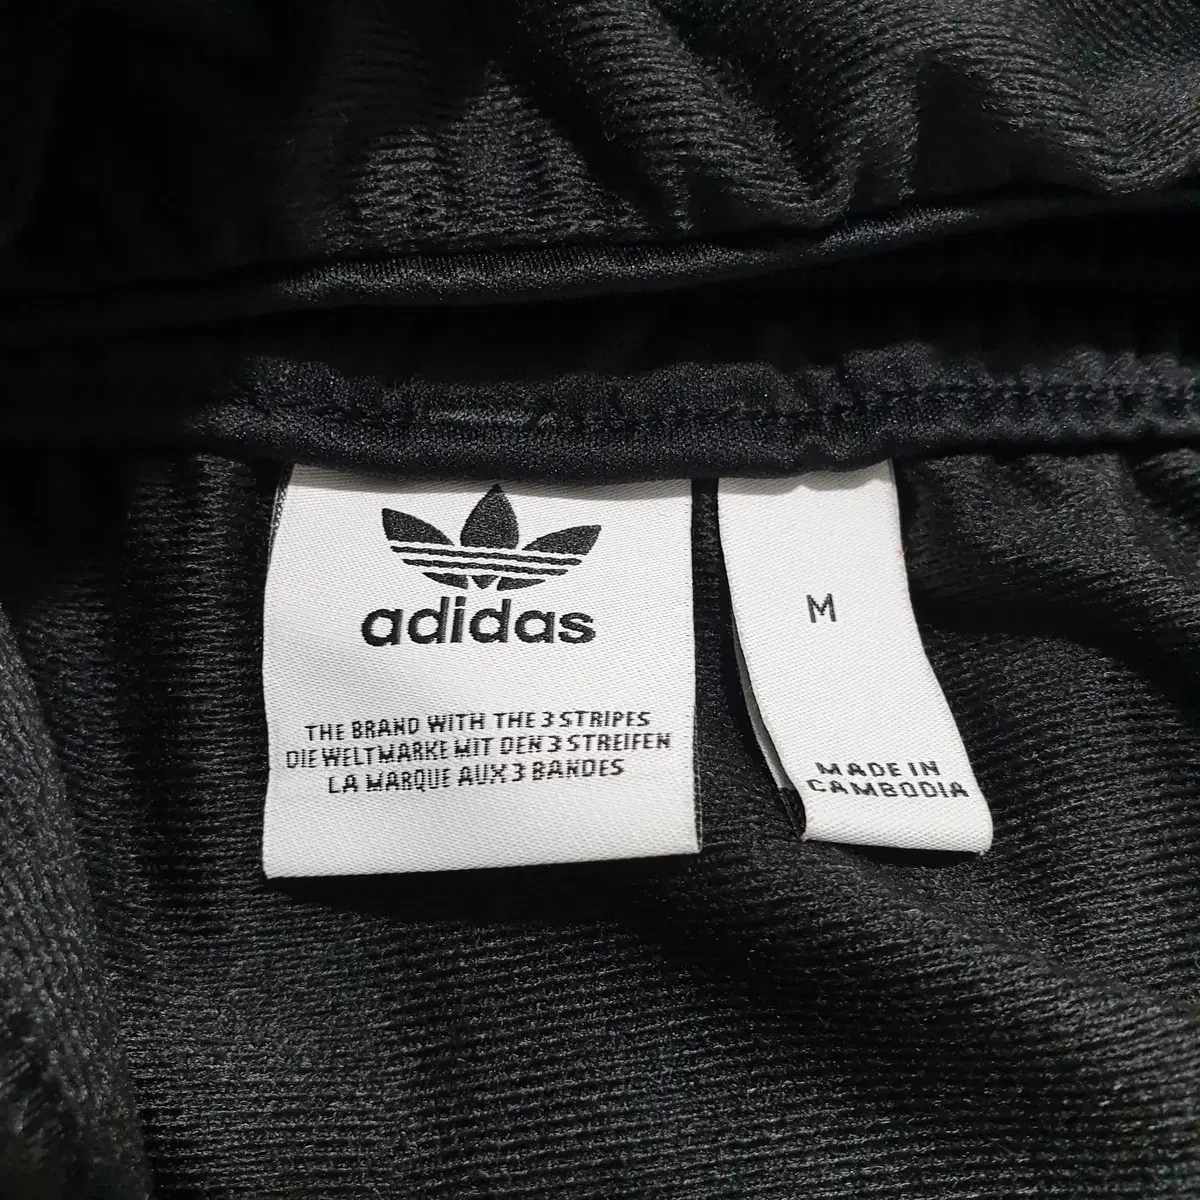 adidas
THE BRAND WITH THE 3 STRIPES
DIE WELTMARKE MIT DEN 3 STREIFEN
LA MARQUE AUX 3 BANDES
M
MADE IN
CAMBODIA